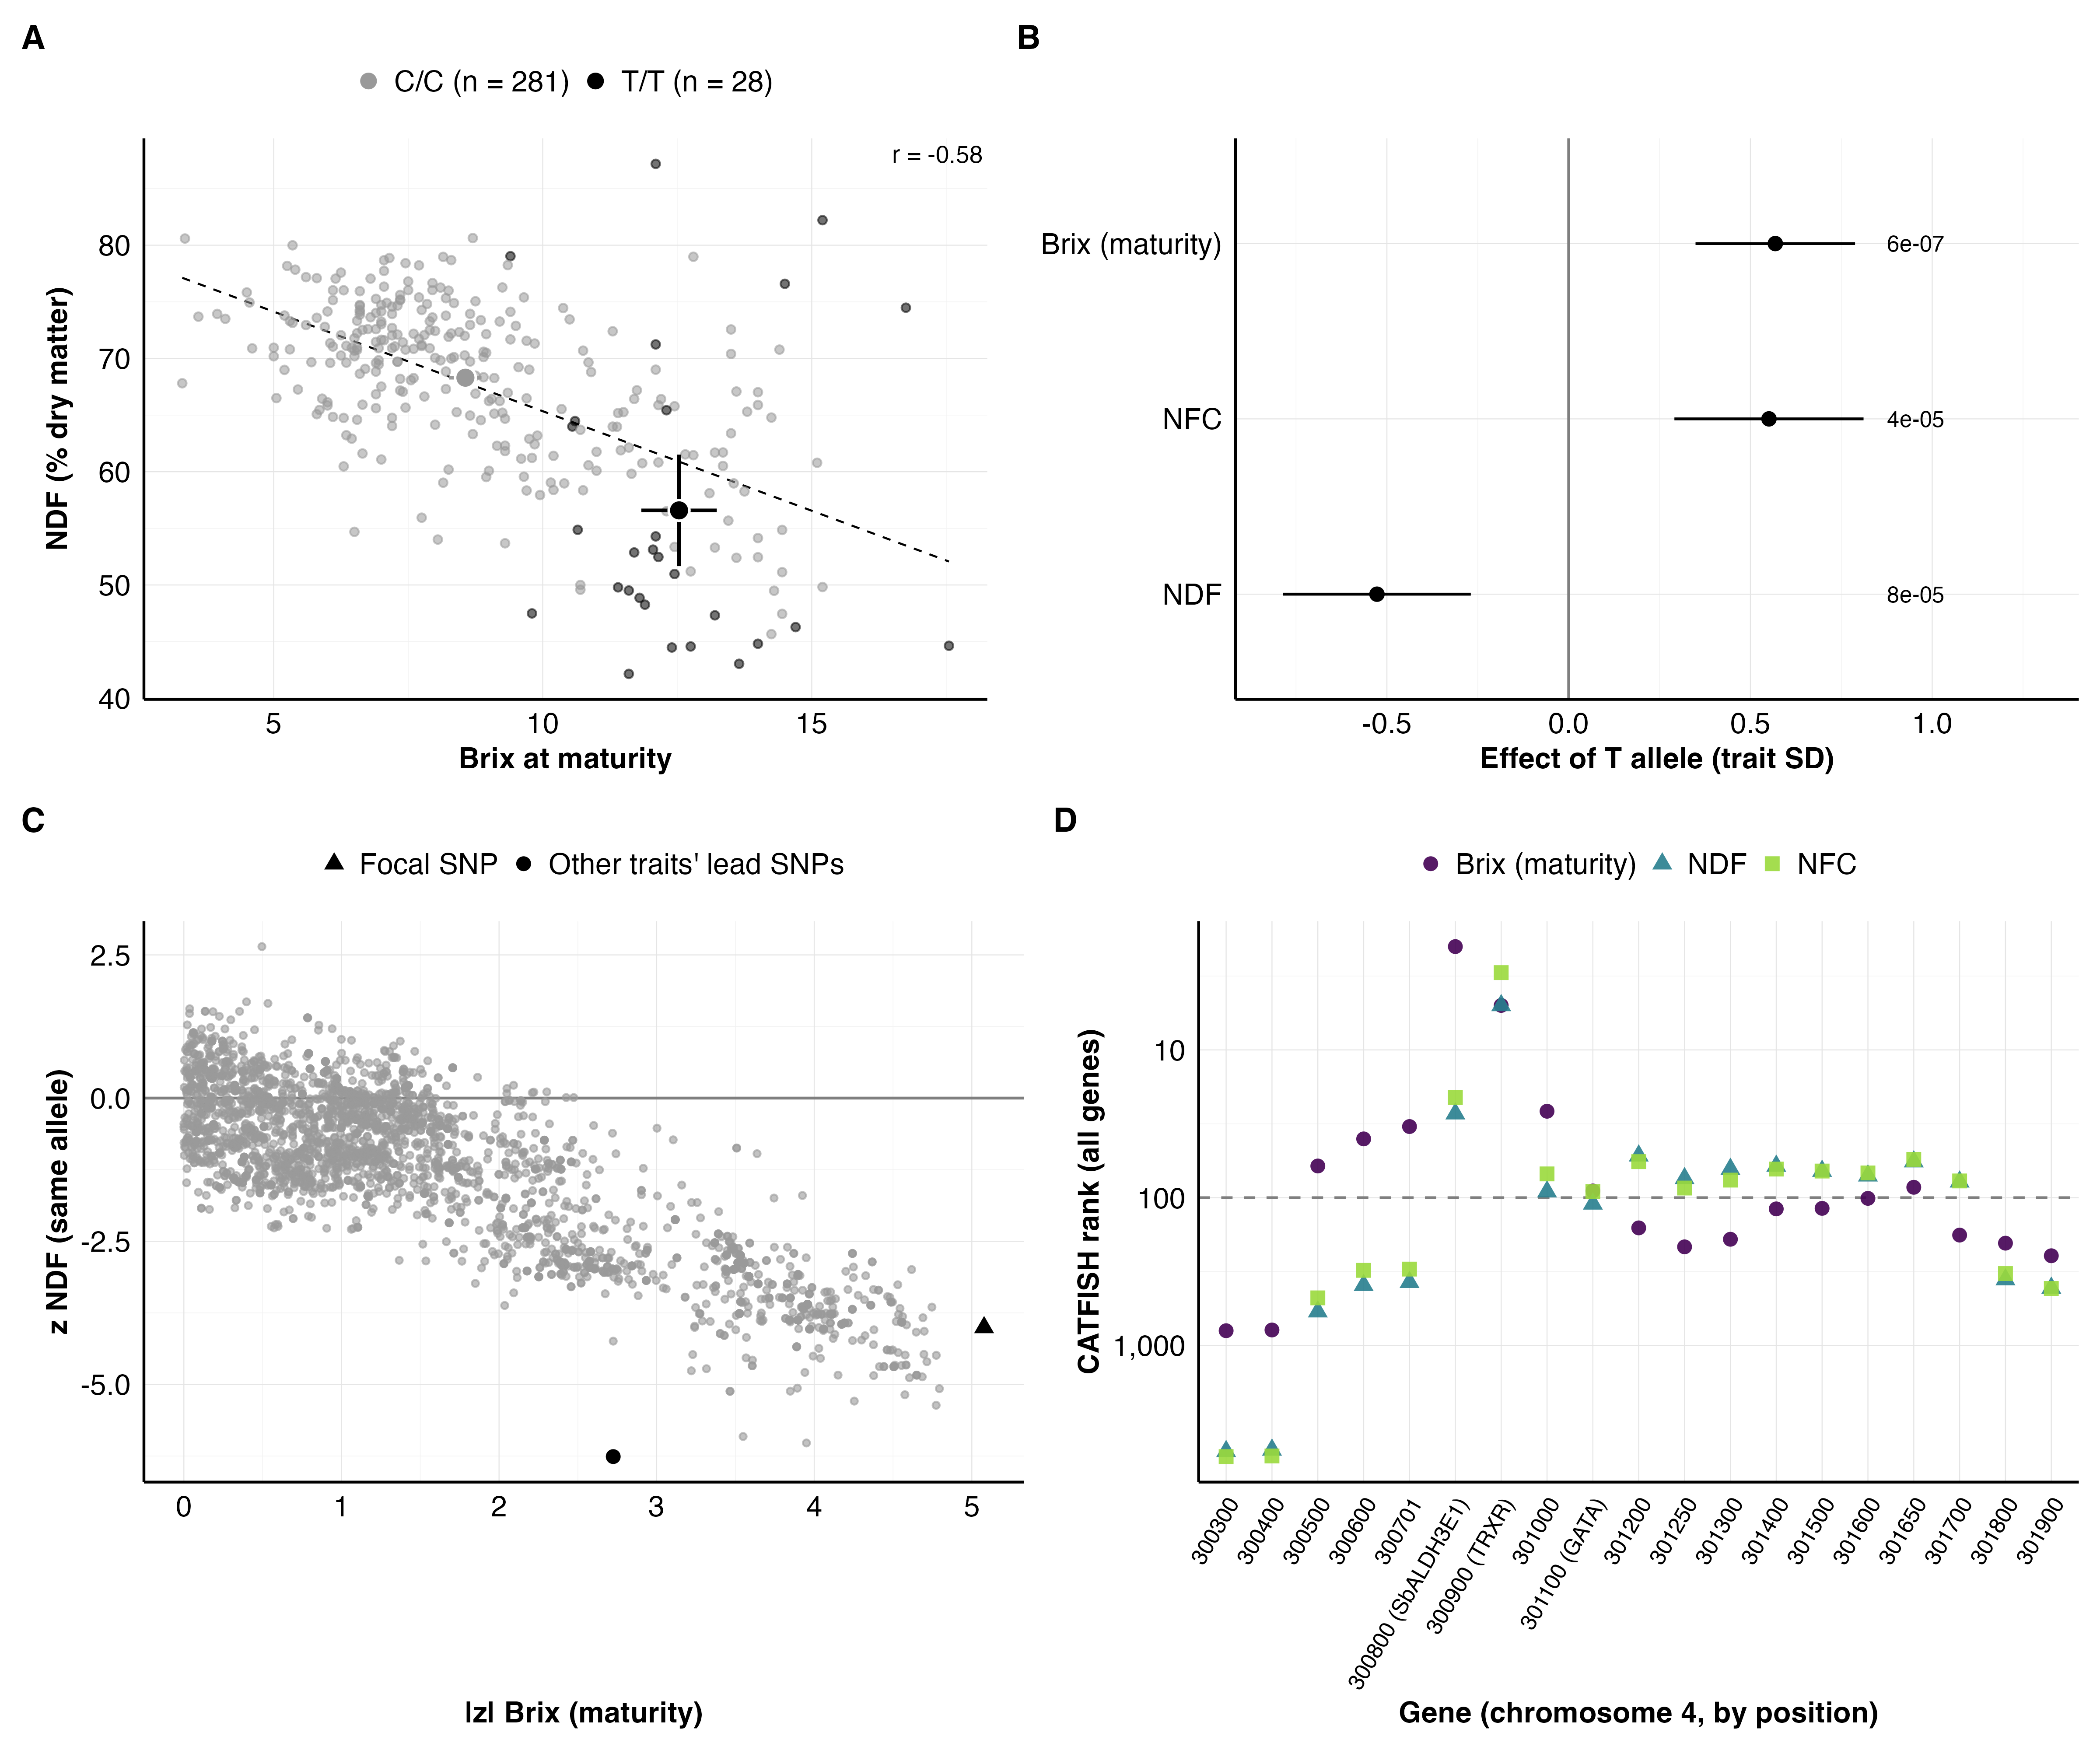 A
C/C (n = 281)
T/T (n = 28)
r = -0.58
80
70
60
50
40
NDF (% dry matter)
5
10
15
Brix at maturity
B
Brix (maturity)
NFC
NDF
6e-07
4e-05
8e-05
-0.5
0.0
0.5
1.0
Effect of T allele (trait SD)
C
Focal SNP
Other traits' lead SNPs
2.5
0.0
-2.5
-5.0
z NDF (same allele)
0
1
2
3
4
5
|z| Brix (maturity)
D
Brix (maturity)
NDF
NFC
10
100
1,000
CATFISH rank (all genes)
300300
300400
300500
300600
300701
300800 (SbALDH3E1)
300900 (TRXR)
301000
301100 (GATA)
301200
301250
301300
301400
301500
301600
301650
301700
301800
301900
Gene (chromosome 4, by position)